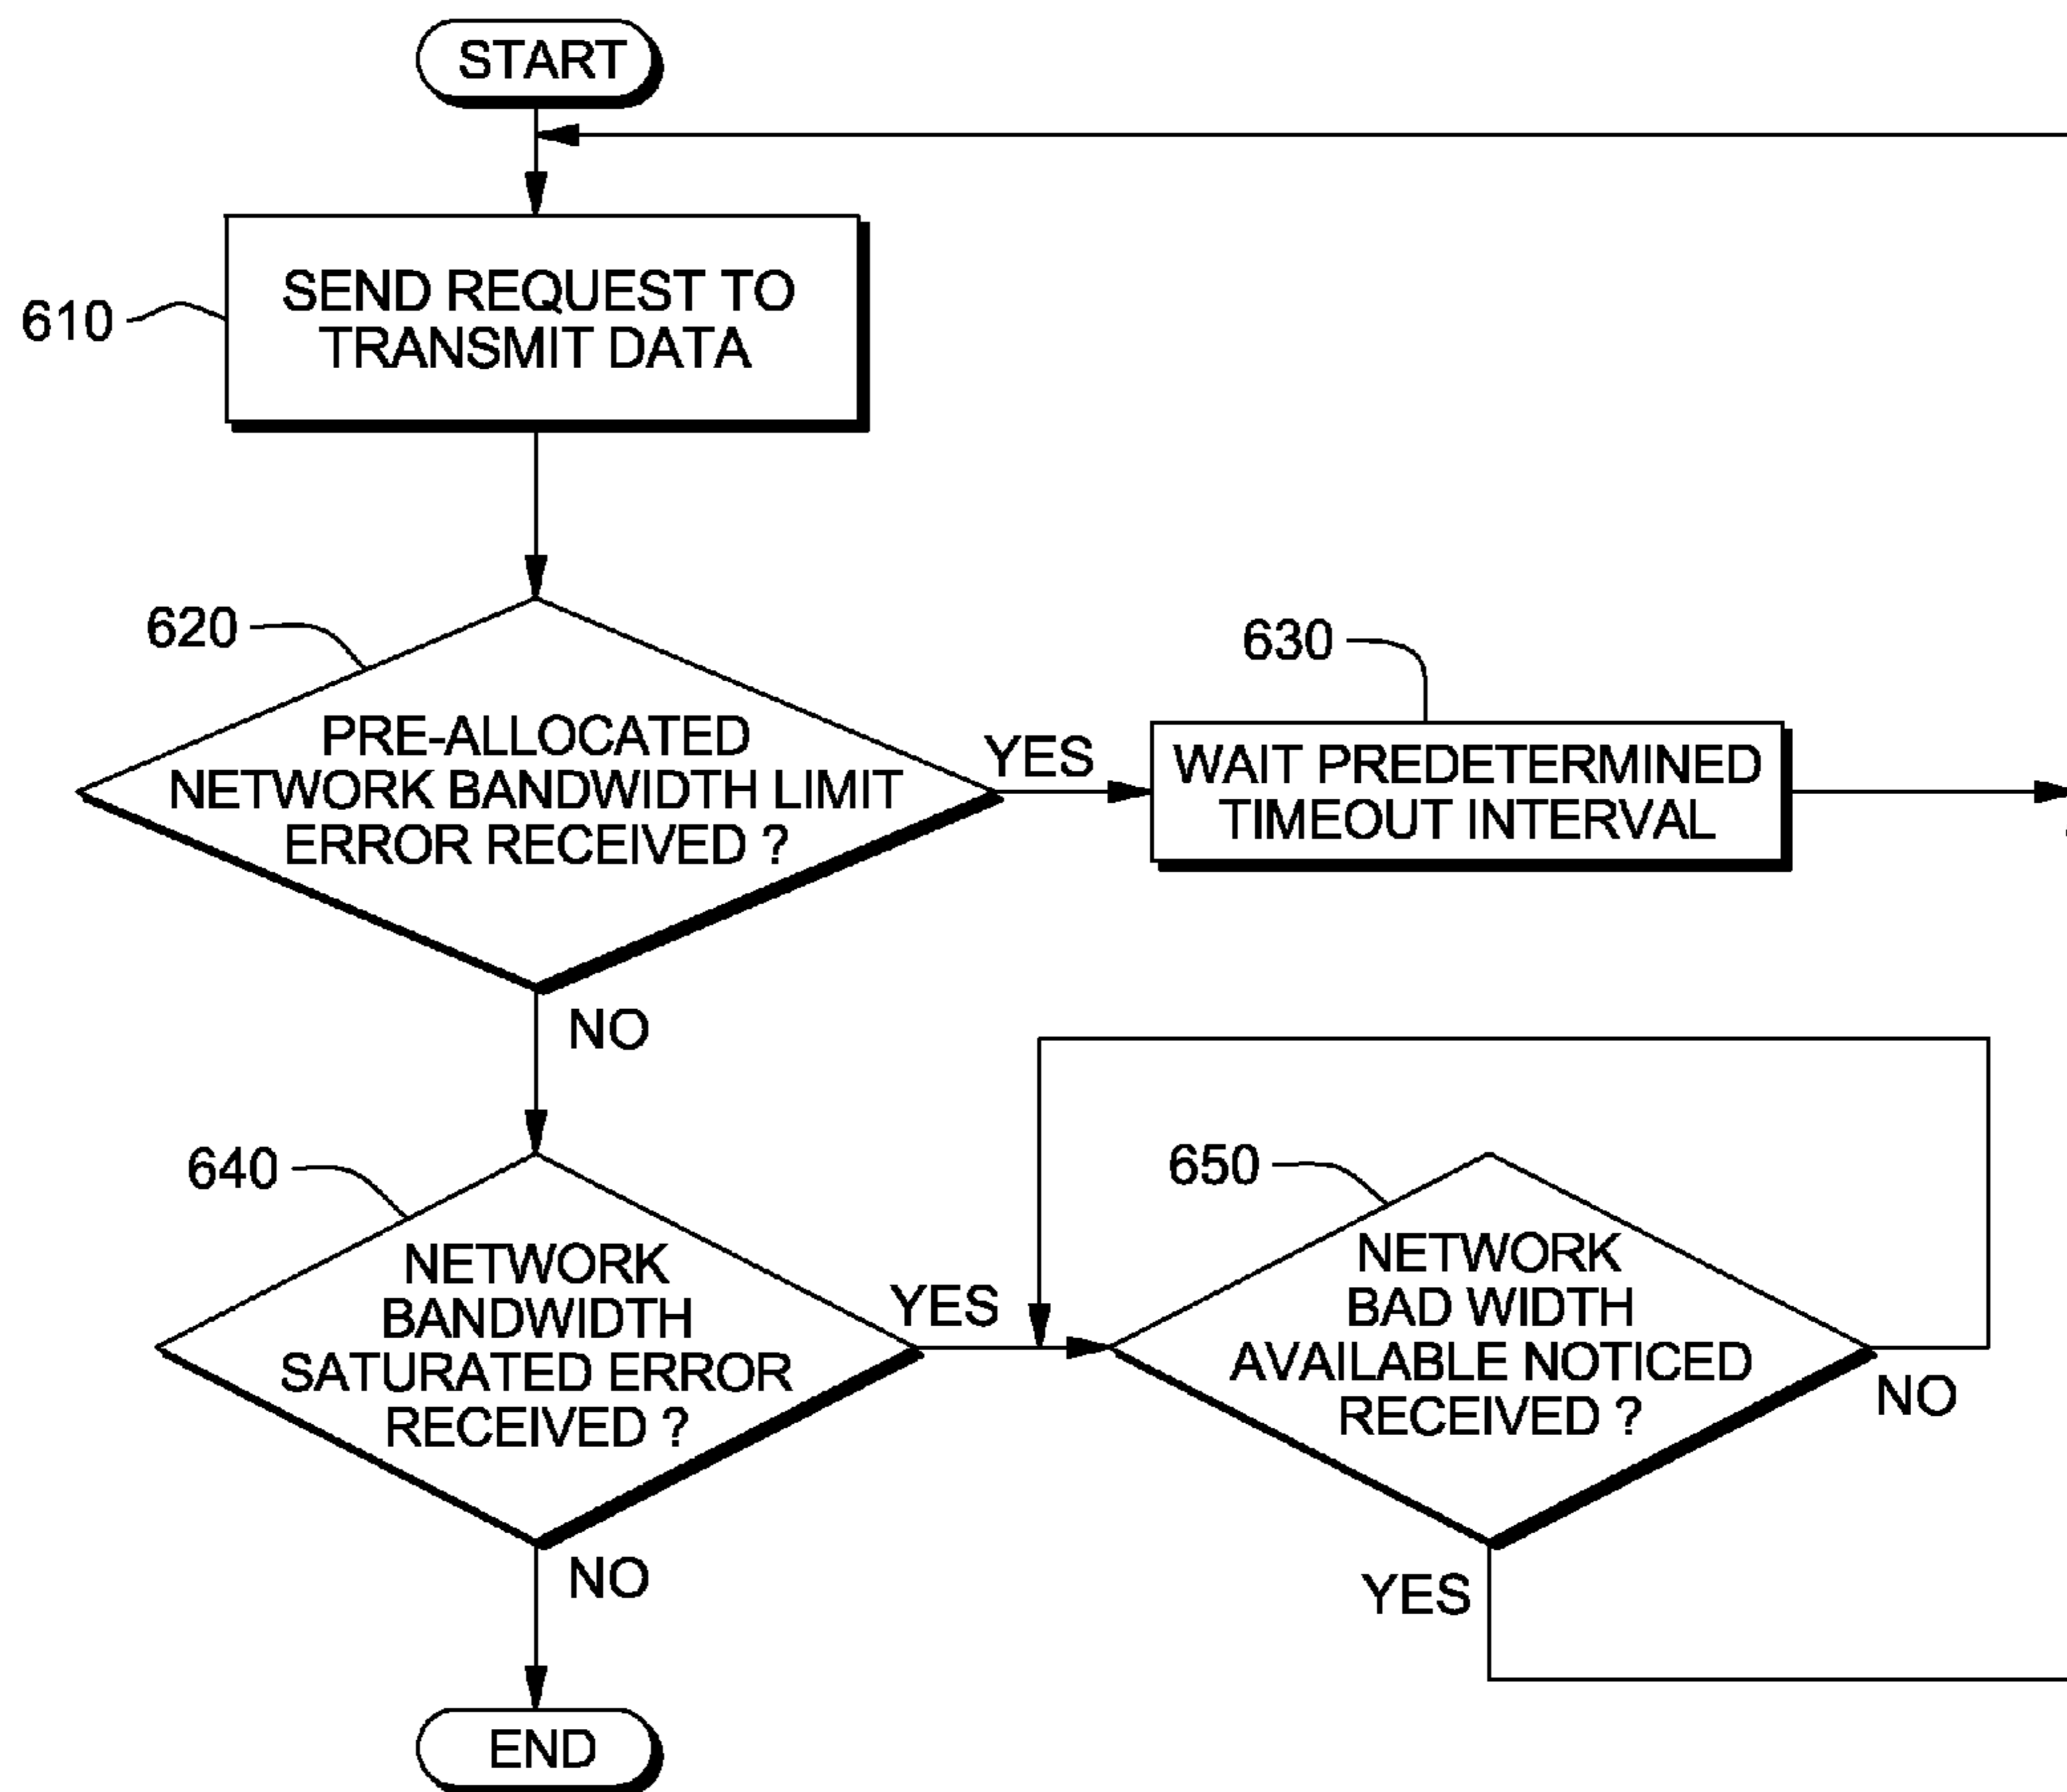 START
610
SEND REQUEST TO
TRANSMIT DATA
620
PRE-ALLOCATED
NETWORK BANDWIDTH LIMIT
ERROR RECEIVED ?
YES
630
WAIT PREDETERMINED
TIMEOUT INTERVAL
NO
640
NETWORK
BANDWIDTH
SATURATED ERROR
RECEIVED ?
YES
650
NETWORK
BAD WIDTH
AVAILABLE NOTICED
RECEIVED ?
NO
YES
NO
END